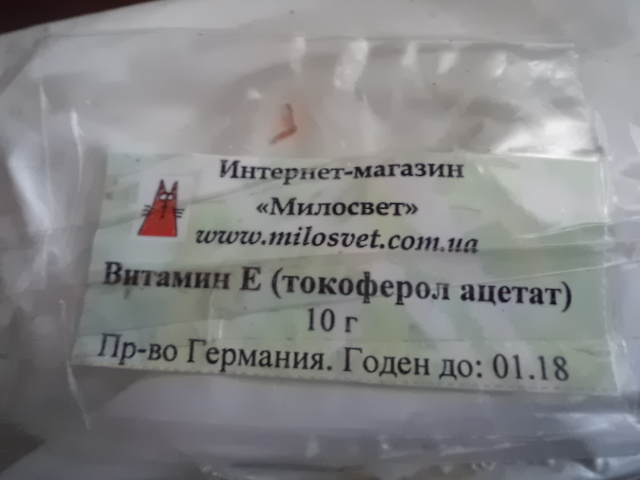 Интернет-магазин
«Милосвет»
www.milosvet.com.ua
Витамин Е (токоферол ацетат)
10 г
Пр-во Германия. Годен до: 01.18